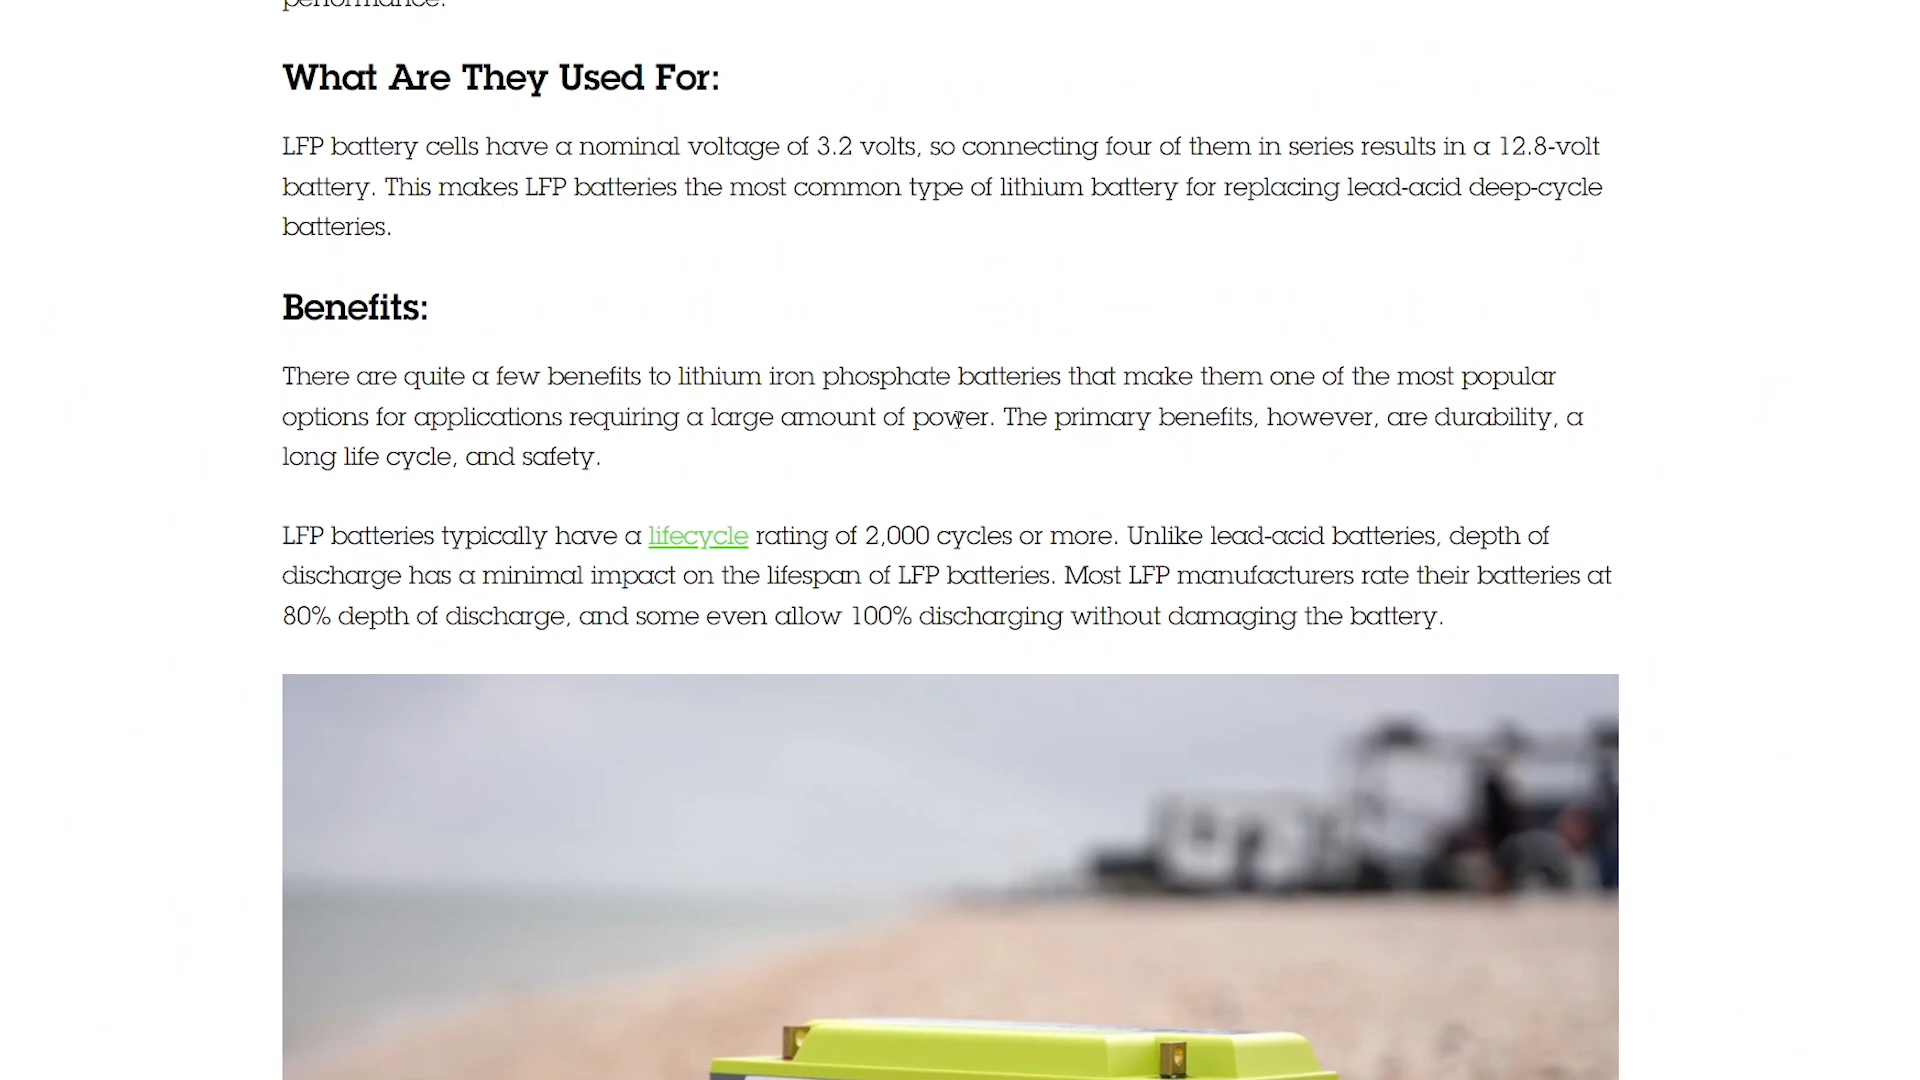 performance.
What Are They Used For:
LFP battery cells have a nominal voltage of 3.2 volts, so connecting four of them in series results in a 12.8-volt
battery. This makes LFP batteries the most common type of lithium battery for replacing lead-acid deep-cycle
batteries.
Benefits:
There are quite a few benefits to lithium iron phosphate batteries that make them one of the most popular
options for applications requiring a large amount of power. The primary benefits, however, are durability, a
long life cycle, and safety.
LFP batteries typically have a lifecycle rating of 2,000 cycles or more. Unlike lead-acid batteries, depth of
discharge has a minimal impact on the lifespan of LFP batteries. Most LFP manufacturers rate their batteries at
80% depth of discharge, and some even allow 100% discharging without damaging the battery.